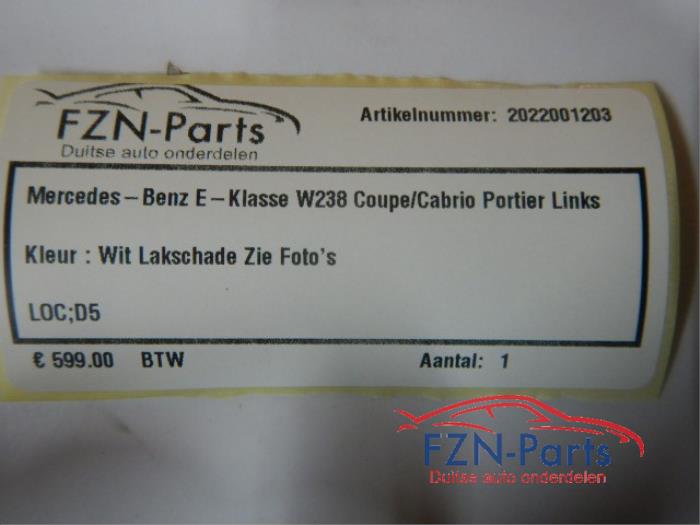 FZN-Parts
Duitse auto onderdelen
Artikelnummer: 2022001203
Mercedes-Benz E-Klasse W238 Coupe/Cabrio Portier Links
Kleur : Wit Lakschade Zie Foto's
LOC;D5
€ 599.00 BTW Aantal: 1
FZN-Parts
Duitse auto onderdelen